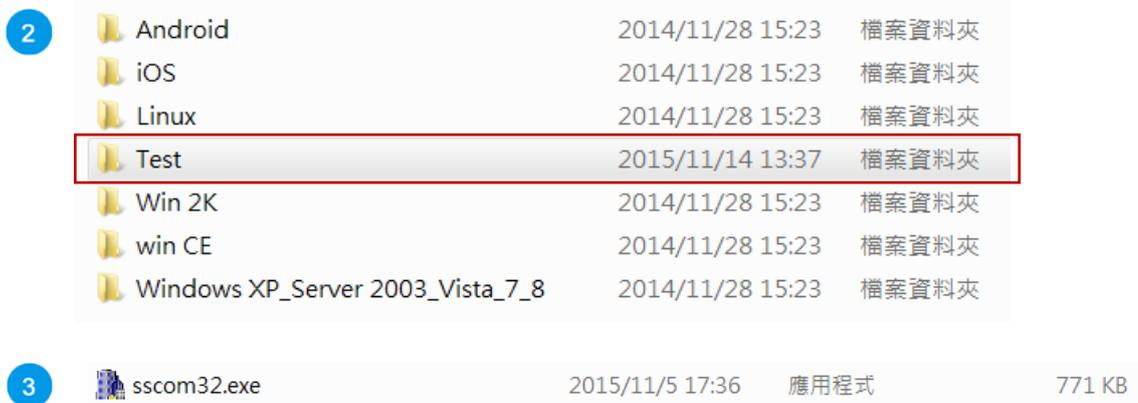 2 Android 2014/11/28 15:23 檔案資料夾
iOS 2014/11/28 15:23 檔案資料夾
Linux 2014/11/28 15:23 檔案資料夾
Test 2015/11/14 13:37 檔案資料夾
Win 2K 2014/11/28 15:23 檔案資料夾
win CE 2014/11/28 15:23 檔案資料夾
Windows XP_Server 2003_Vista_7_8 2014/11/28 15:23 檔案資料夾
3 sscom32.exe 2015/11/5 17:36 應用程式 771 KB